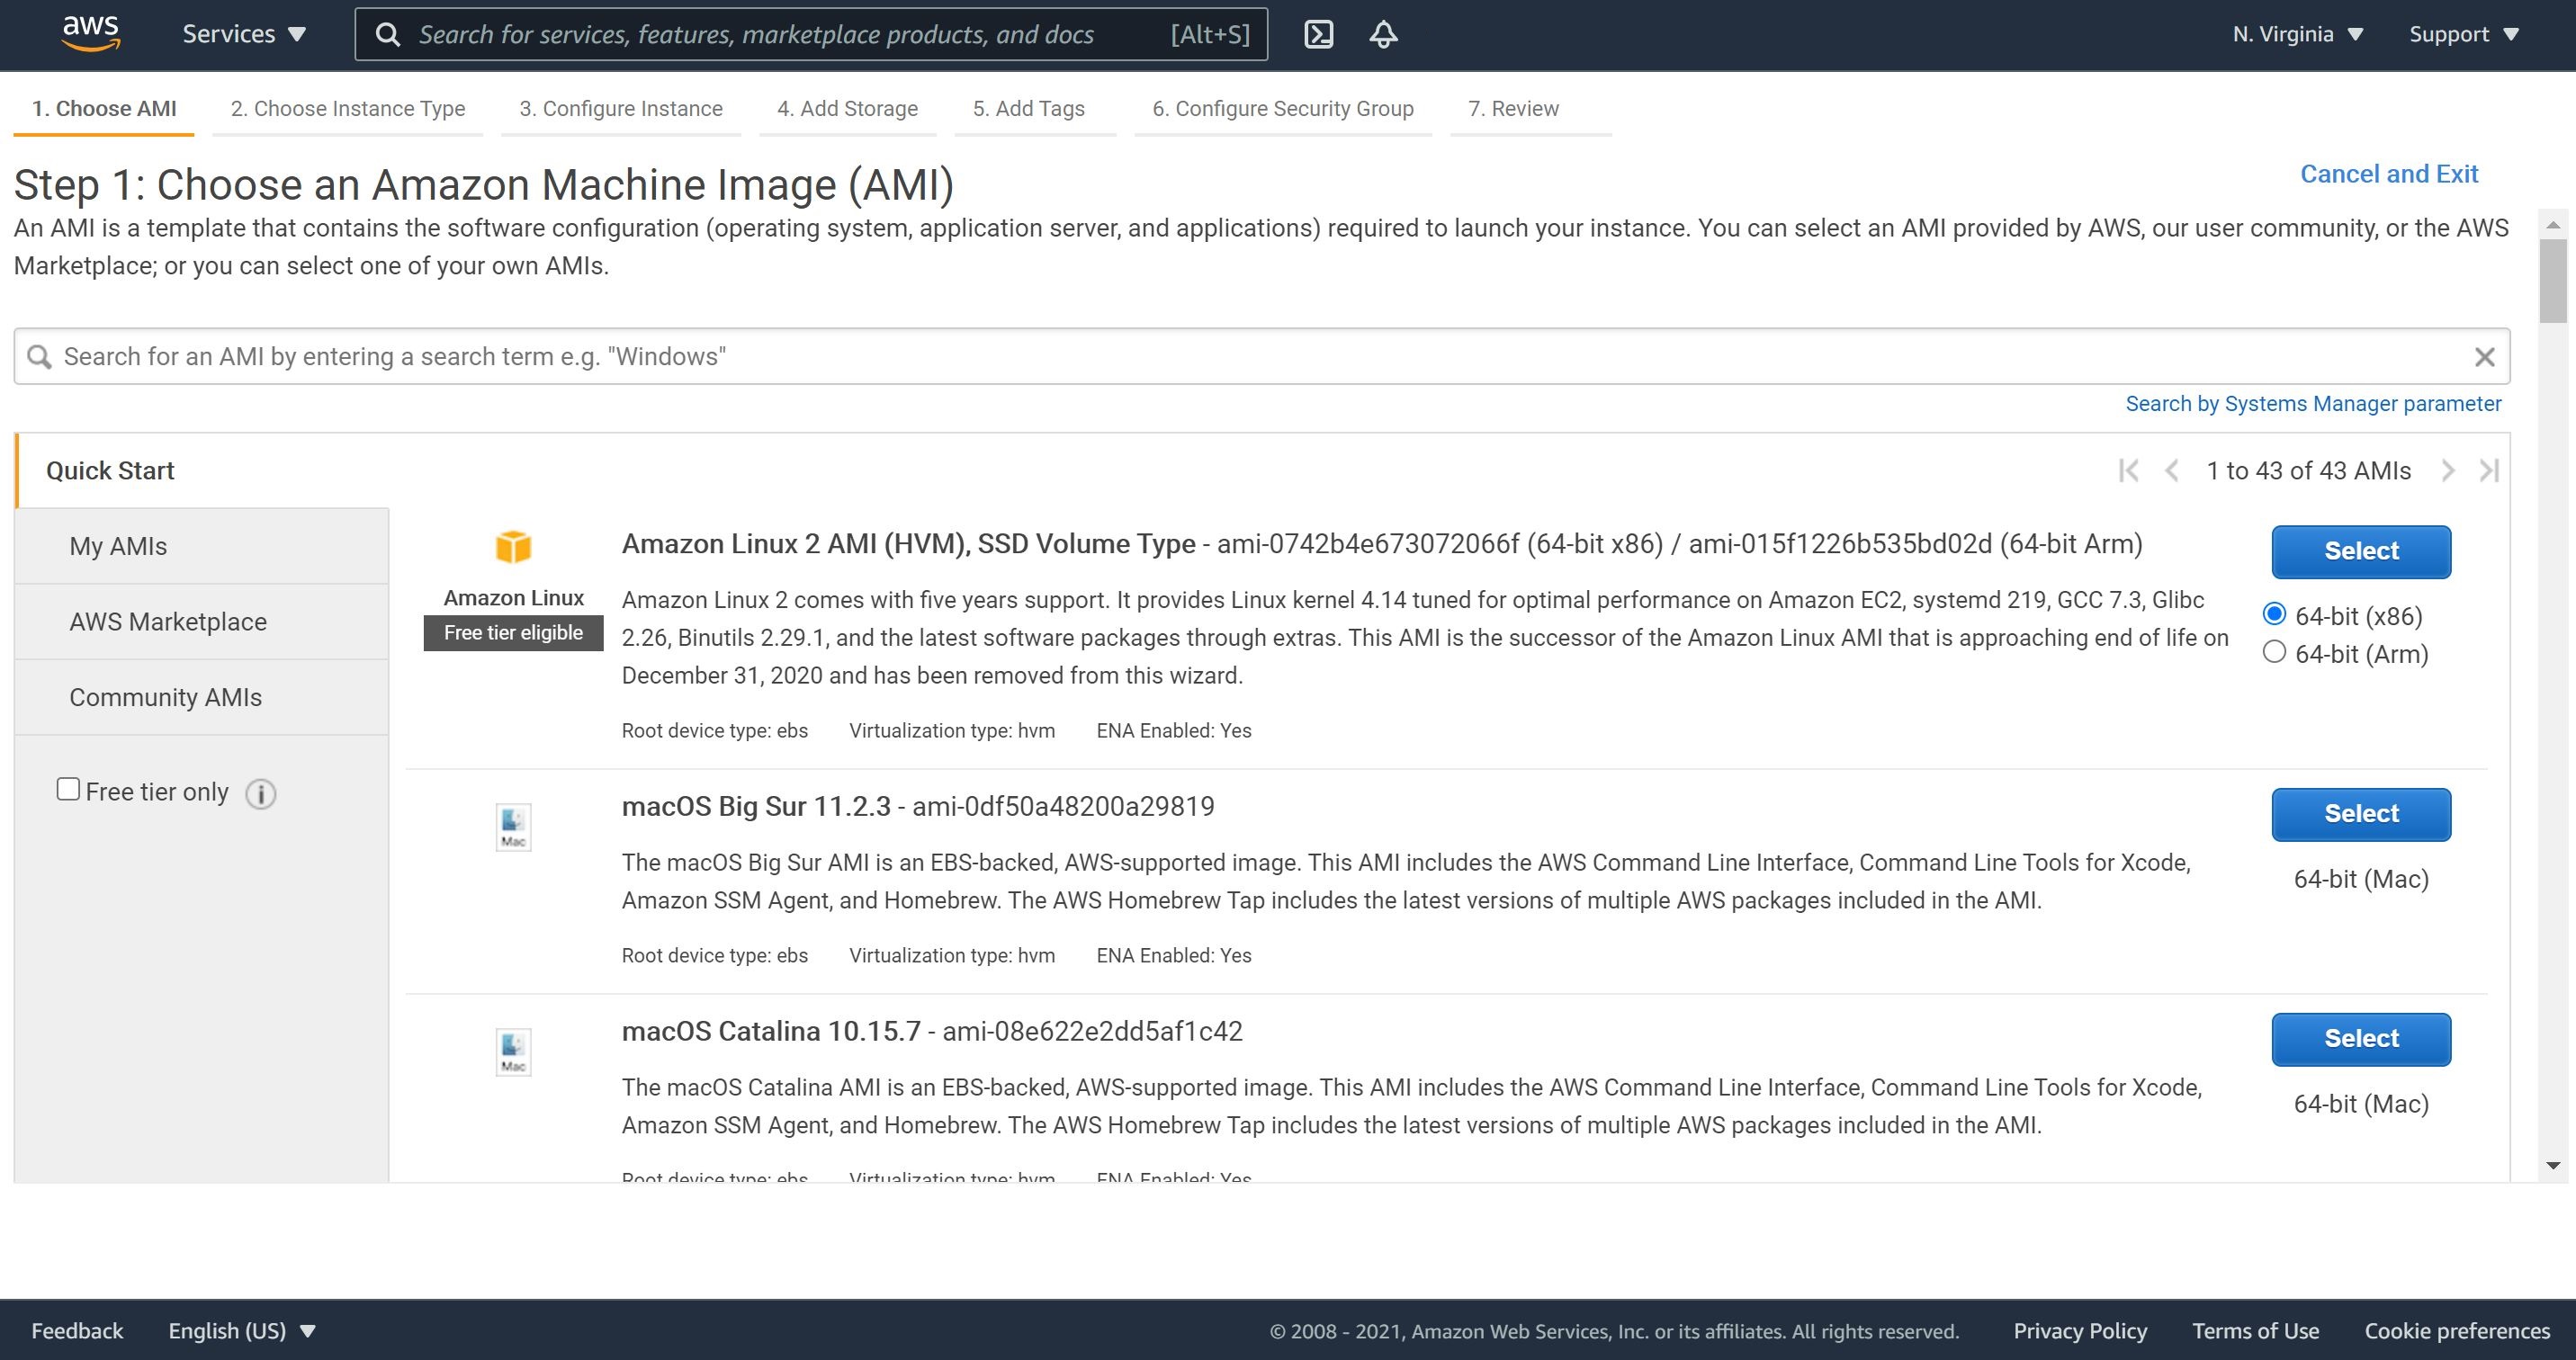 aws
Services
Search for services, features, marketplace products, and docs [Alt+S]
N. Virginia
Support
1. Choose AMI
2. Choose Instance Type
3. Configure Instance
4. Add Storage
5. Add Tags
6. Configure Security Group
7. Review
Step 1: Choose an Amazon Machine Image (AMI)
Cancel and Exit
An AMI is a template that contains the software configuration (operating system, application server, and applications) required to launch your instance. You can select an AMI provided by AWS, our user community, or the AWS
Marketplace; or you can select one of your own AMIs.
Search for an AMI by entering a search term e.g. "Windows"
Search by Systems Manager parameter
Quick Start
1 to 43 of 43 AMIs
My AMIs
AWS Marketplace
Community AMIs
Free tier only
Amazon Linux
Free tier eligible
Amazon Linux 2 AMI (HVM), SSD Volume Type - ami-0742b4e673072066f (64-bit x86) / ami-015f1226b535bd02d (64-bit Arm)
Amazon Linux 2 comes with five years support. It provides Linux kernel 4.14 tuned for optimal performance on Amazon EC2, systemd 219, GCC 7.3, Glibc
2.26, Binutils 2.29.1, and the latest software packages through extras. This AMI is the successor of the Amazon Linux AMI that is approaching end of life on
December 31, 2020 and has been removed from this wizard.
Root device type: ebs Virtualization type: hvm ENA Enabled: Yes
Select
64-bit (x86)
64-bit (Arm)
Mac
macOS Big Sur 11.2.3 - ami-0df50a48200a29819
The macOS Big Sur AMI is an EBS-backed, AWS-supported image. This AMI includes the AWS Command Line Interface, Command Line Tools for Xcode,
Amazon SSM Agent, and Homebrew. The AWS Homebrew Tap includes the latest versions of multiple AWS packages included in the AMI.
Root device type: ebs Virtualization type: hvm ENA Enabled: Yes
Select
64-bit (Mac)
Mac
macOS Catalina 10.15.7 - ami-08e622e2dd5af1c42
The macOS Catalina AMI is an EBS-backed, AWS-supported image. This AMI includes the AWS Command Line Interface, Command Line Tools for Xcode,
Amazon SSM Agent, and Homebrew. The AWS Homebrew Tap includes the latest versions of multiple AWS packages included in the AMI.
Root device type: ebs Virtualization type: hvm ENA Enabled: Yes
Select
64-bit (Mac)
Feedback
English (US)
© 2008 - 2021, Amazon Web Services, Inc. or its affiliates. All rights reserved.
Privacy Policy
Terms of Use
Cookie preferences